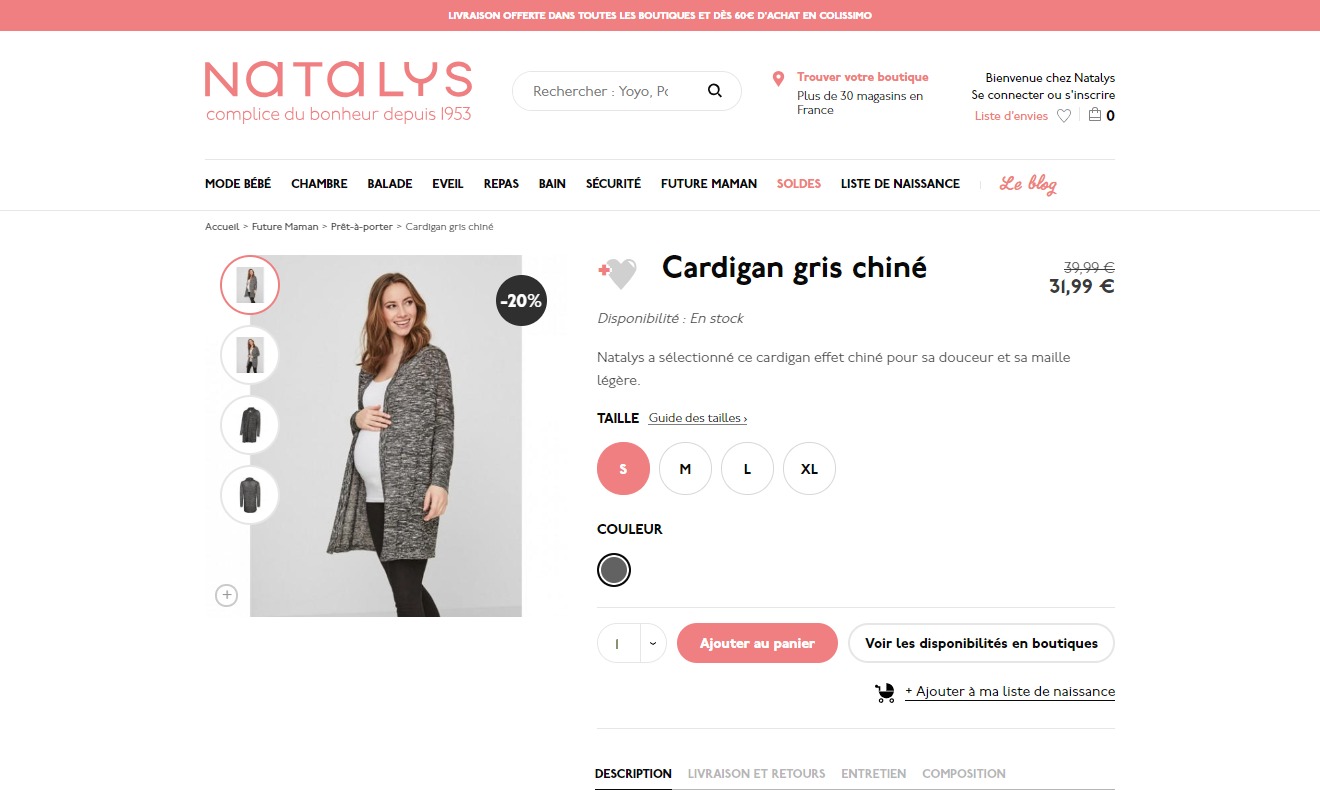 LIVRAISON OFFERTE DANS TOUTES LES BOUTIQUES ET DÈS 60€ D'ACHAT EN COLISSIMO
NATALYS
complice du bonheur depuis 1953
Rechercher : Yoyo, Po
Trouver votre boutique
Plus de 30 magasins en
France
Bienvenue chez Natalys
Se connecter ou s'inscrire
Liste d'envies 0
MODE BÉBÉ CHAMBRE BALADE EVEIL REPAS BAIN SÉCURITÉ FUTURE MAMAN SOLDES LISTE DE NAISSANCE Le blog
Accueil > Future Maman > Prêt-à-porter > Cardigan gris chiné
-20%
Cardigan gris chiné
39,99 €
31,99 €
Disponibilité : En stock
Natalys a sélectionné ce cardigan effet chiné pour sa douceur et sa maille
légère.
TAILLE Guide des tailles ›
S M L XL
COULEUR
1 Ajouter au panier Voir les disponibilités en boutiques
+ Ajouter à ma liste de naissance
DESCRIPTION LIVRAISON ET RETOURS ENTRETIEN COMPOSITION